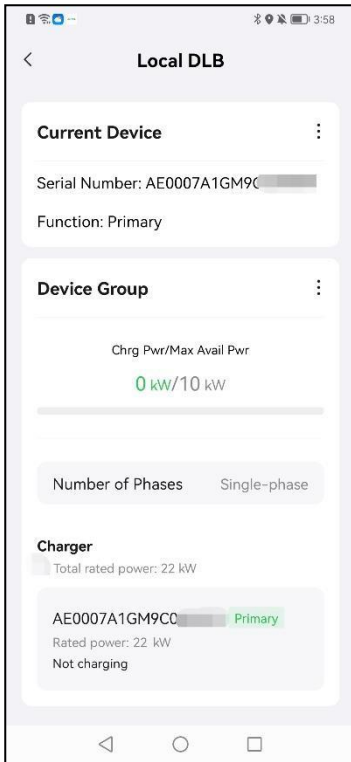 3:58
Local DLB
Current Device
Serial Number: AE0007A1GM9
Function: Primary
Device Group
Chrg Pwr/Max Avail Pwr
0 kW/10 kW
Number of Phases Single-phase
Charger
Total rated power: 22 kW
AE0007A1GM9C0 Primary
Rated power: 22 kW
Not charging